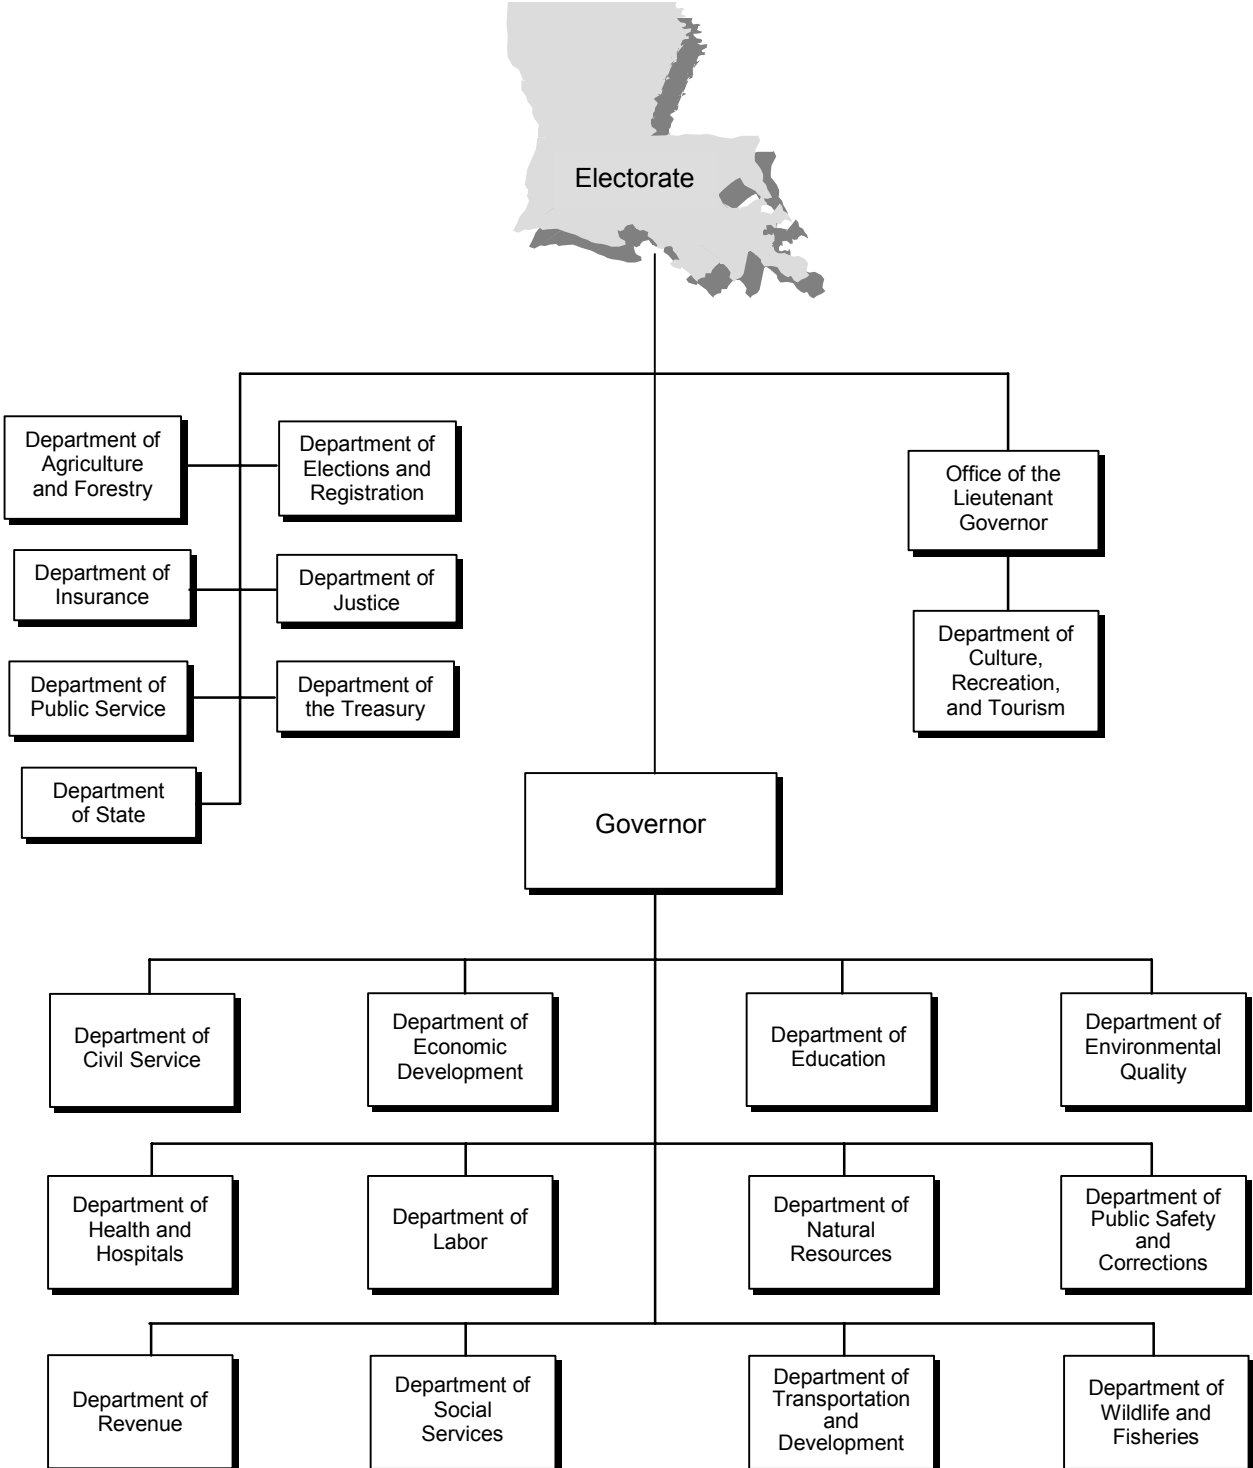 Electorate
Department of
Agriculture
and Forestry
Department of
Elections and
Registration
Office of the
Lieutenant
Governor
Department of
Insurance
Department of
Justice
Department of
Culture,
Recreation,
and Tourism
Department of
Public Service
Department of
the Treasury
Department
of State
Governor
Department of
Civil Service
Department of
Economic
Development
Department of
Education
Department of
Environmental
Quality
Department of
Health and
Hospitals
Department of
Labor
Department of
Natural
Resources
Department of
Public Safety
and
Corrections
Department of
Revenue
Department of
Social
Services
Department of
Transportation
and
Development
Department of
Wildlife and
Fisheries